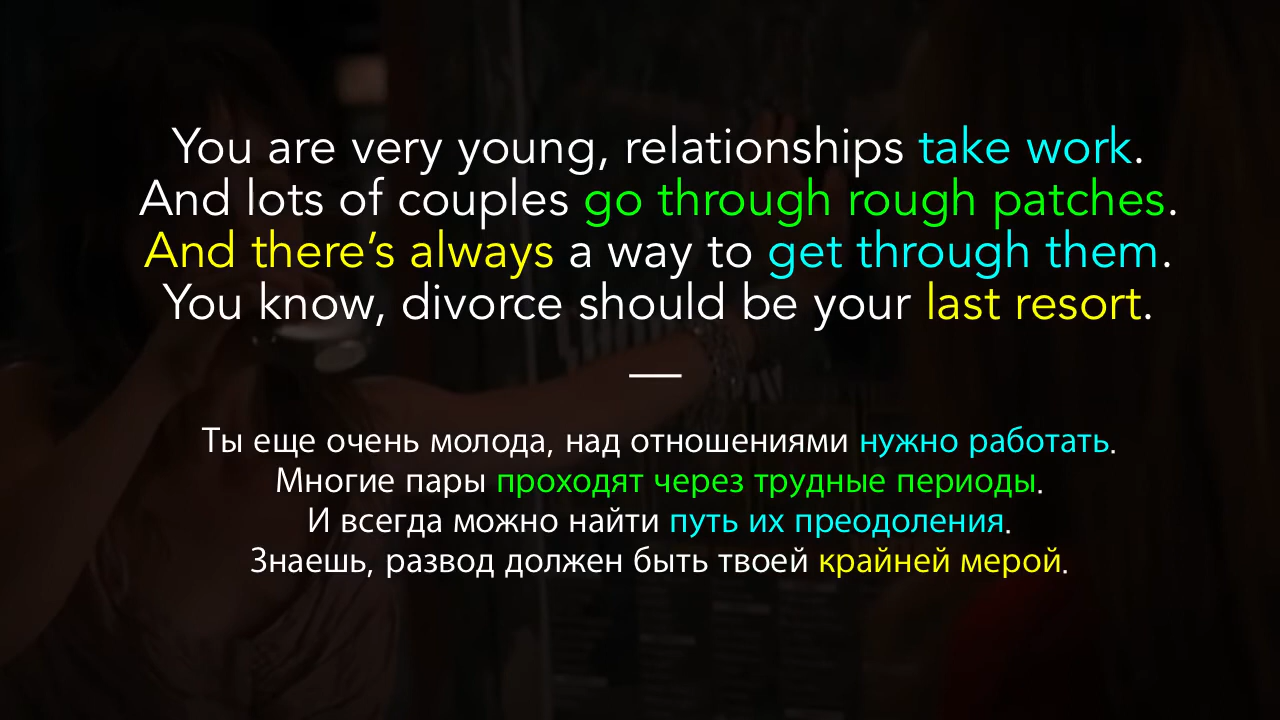 You are very young, relationships take work.
And lots of couples go through rough patches.
And there’s always a way to get through them.
You know, divorce should be your last resort.
Ты еще очень молода, над отношениями нужно работать.
Многие пары проходят через трудные периоды.
И всегда можно найти путь их преодоления.
Знаешь, развод должен быть твоей крайней мерой.